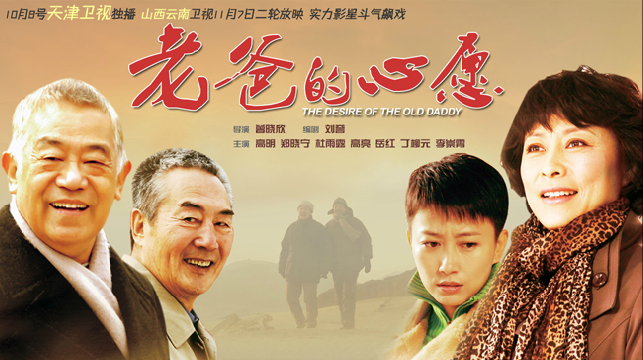 10月8号天津卫视独播 山西云南卫视11月7日二轮放映 实力影星斗气飙戏
老爸的心愿
THE DESIRE OF THE OLD DADDY
导演 曾晓欣 编剧 刘彦
主演 高明 郑晓宁 杜雨露 高亮 岳红 丁柳元 李崇霄